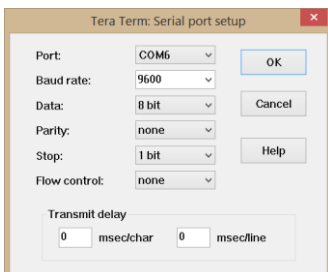 Tera Term: Serial port setup
Port: COM6 OK
Baud rate: 9600
Data: 8 bit Cancel
Parity: none
Stop: 1 bit Help
Flow control: none
Transmit delay
0 msec/char 0 msec/line